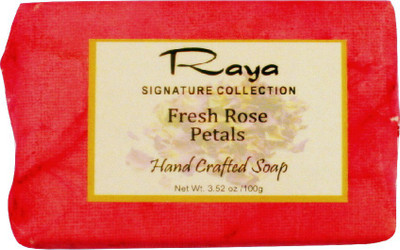 Raya
SIGNATURE COLLECTION
Fresh Rose
Petals
Hand Crafted Soap
Net Wt. 3.52 oz /100g